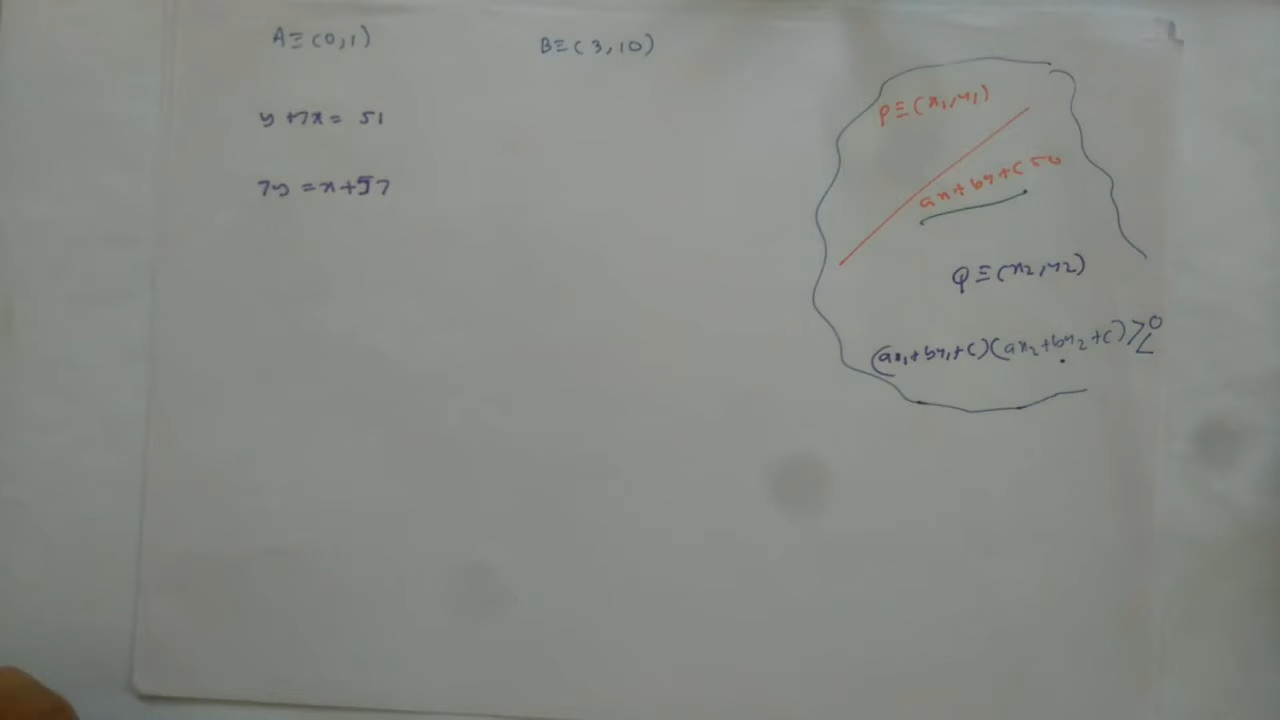 A≡(0,1)
B≡(3,10)
y+7x= 51
7y =x+57
P≡(x₁,y₁)
ax+by+c=0
Q≡(x₂,y₂)
(ax₁+by₁+c)(ax₂+by₂+c)><0